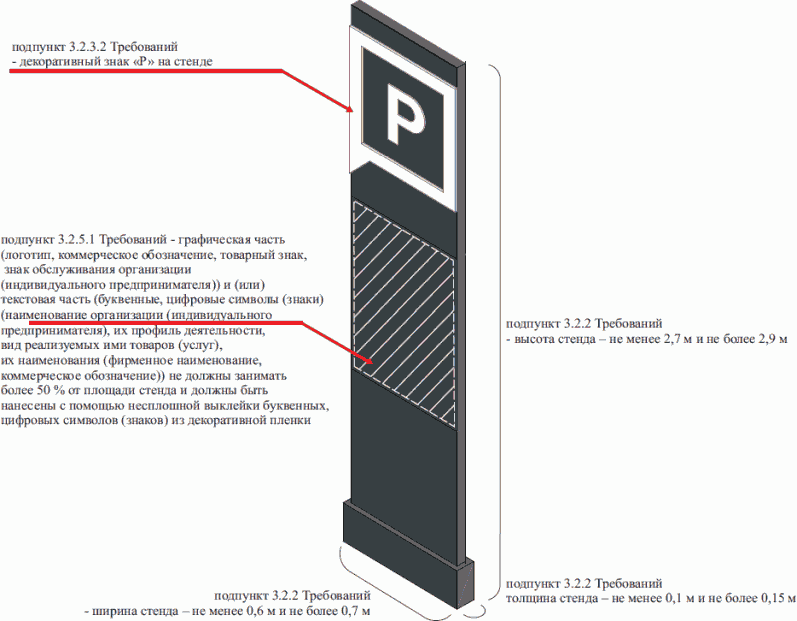 подпункт 3.2.3.2 Требований
- декоративный знак «Р» на стенде
P
подпункт 3.2.5.1 Требований - графическая часть
(логотип, коммерческое обозначение, товарный знак,
знак обслуживания организации
(индивидуального предпринимателя)) и (или)
текстовая часть (буквенные, цифровые символы (знаки)
(наименование организации (индивидуального
предпринимателя), их профиль деятельности,
вид реализуемых ими товаров (услуг),
их наименования (фирменное наименование,
коммерческое обозначение)) не должны занимать
более 50 % от площади стенда и должны быть
нанесены с помощью несплошной выклейки буквенных,
цифровых символов (знаков) из декоративной пленки
подпункт 3.2.2 Требований
- высота стенда – не менее 2,7 м и не более 2,9 м
подпункт 3.2.2 Требований
- ширина стенда – не менее 0,6 м и не более 0,7 м
подпункт 3.2.2 Требований
толщина стенда – не менее 0,1 м и не более 0,15 м